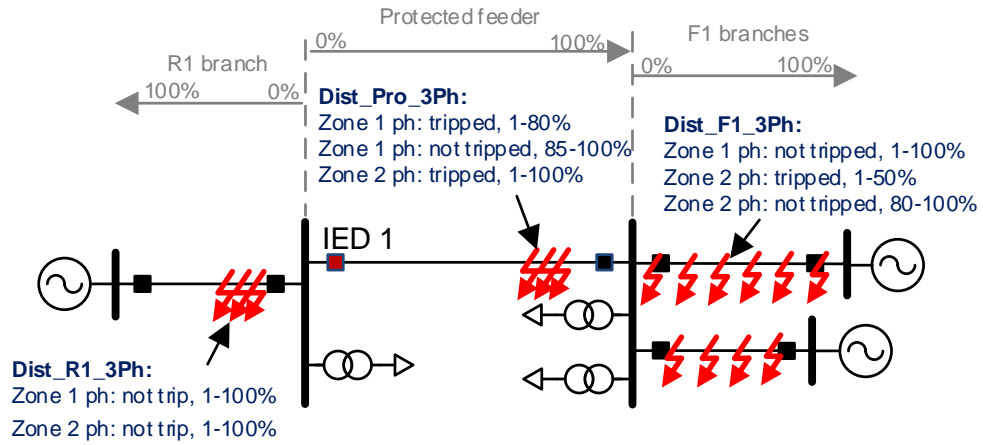 Protected feeder
0% 100%
F1 branches
0% 100%
R1 branch
100% 0%
Dist_Pro_3Ph:
Zone 1 ph: tripped, 1-80%
Zone 1 ph: not tripped, 85-100%
Zone 2 ph: tripped, 1-100%
Dist_F1_3Ph:
Zone 1 ph: not tripped, 1-100%
Zone 2 ph: tripped, 1-50%
Zone 2 ph: not tripped, 80-100%
IED 1
Dist_R1_3Ph:
Zone 1 ph: not trip, 1-100%
Zone 2 ph: not trip, 1-100%